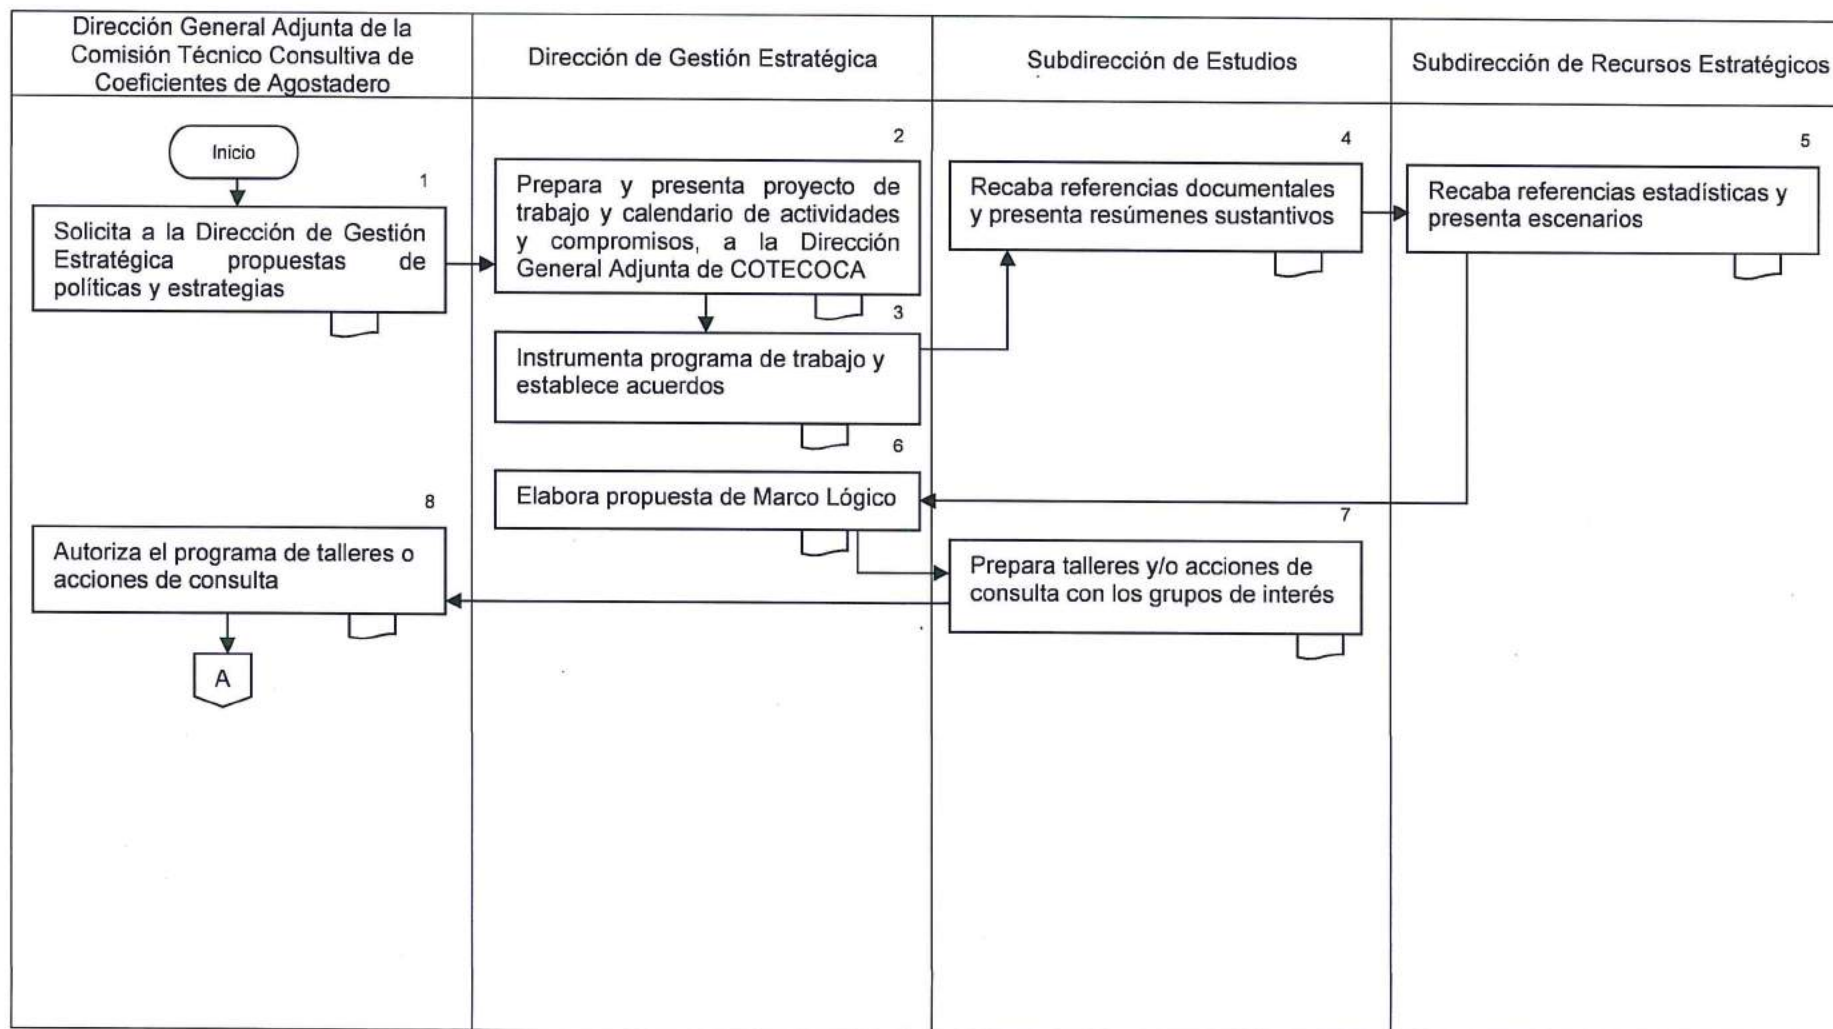 Dirección General Adjunta de la
Comisión Técnico Consultiva de
Coeficientes de Agostadero
Dirección de Gestión Estratégica
Subdirección de Estudios
Subdirección de Recursos Estratégicos
Inicio
1
Solicita a la Dirección de Gestión
Estratégica propuestas de
políticas y estrategias
2
Prepara y presenta proyecto de
trabajo y calendario de actividades
y compromisos, a la Dirección
General Adjunta de COTECOCA
3
Instrumenta programa de trabajo y
establece acuerdos
4
Recaba referencias documentales
y presenta resúmenes sustantivos
5
Recaba referencias estadísticas y
presenta escenarios
6
Elabora propuesta de Marco Lógico
7
Prepara talleres y/o acciones de
consulta con los grupos de interés
8
Autoriza el programa de talleres o
acciones de consulta
A